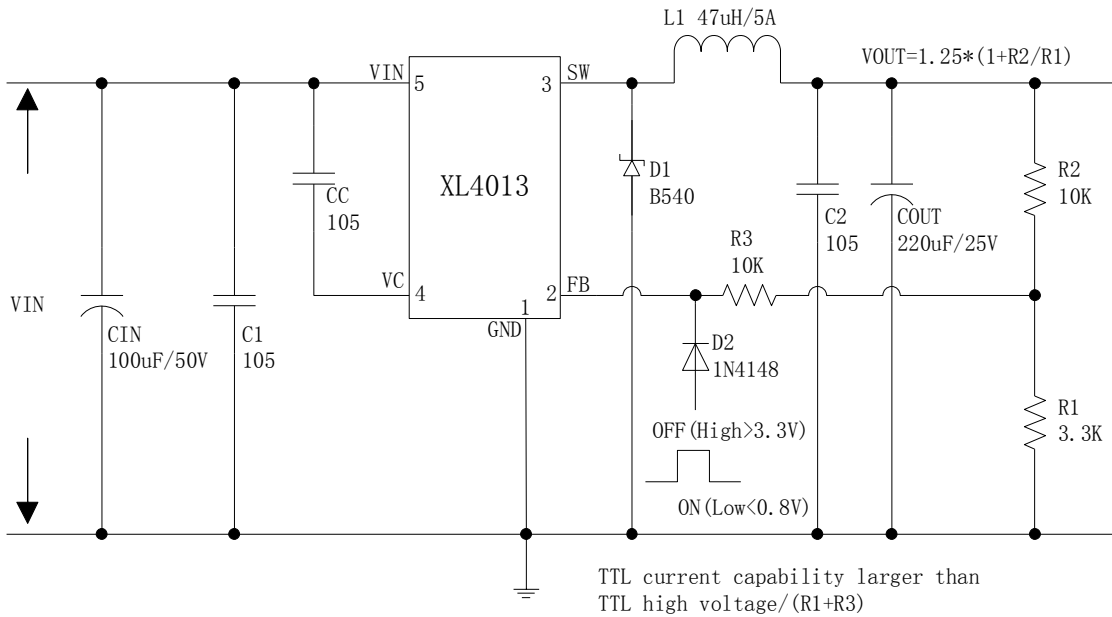 L1 47uH/5A
VOUT=1.25*(1+R2/R1)
VIN
5
3
SW
XL4013
CC
105
D1
B540
C2
105
COUT
220uF/25V
R2
10K
R3
10K
VC
4
2
FB
1
GND
VIN
CIN
100uF/50V
C1
105
D2
1N4148
R1
3.3K
OFF(High>3.3V)
ON(Low<0.8V)
TTL current capability larger than
TTL high voltage/(R1+R3)